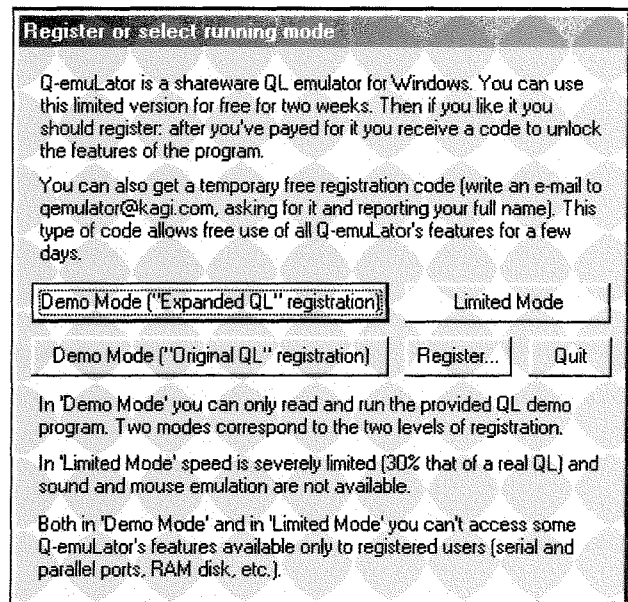 Register or select running mode
Q-emuLator is a shareware QL emulator for Windows. You can use
this limited version for free for two weeks. Then if you like it you
should register: after you've payed for it you receive a code to unlock
the features of the program.
You can also get a temporary free registration code (write an e-mail to
qemulator@kagi.com, asking for it and reporting your full name). This
type of code allows free use of all Q-emuLator's features for a few
days.
Demo Mode ("Expanded QL" registration) Limited Mode
Demo Mode ("Original QL" registration) Register... Quit
In 'Demo Mode' you can only read and run the provided QL demo
program. Two modes correspond to the two levels of registration.
In 'Limited Mode' speed is severely limited (30% that of a real QL) and
sound and mouse emulation are not available.
Both in 'Demo Mode' and in 'Limited Mode' you can't access some
Q-emuLator's features available only to registered users (serial and
parallel ports, RAM disk, etc.).